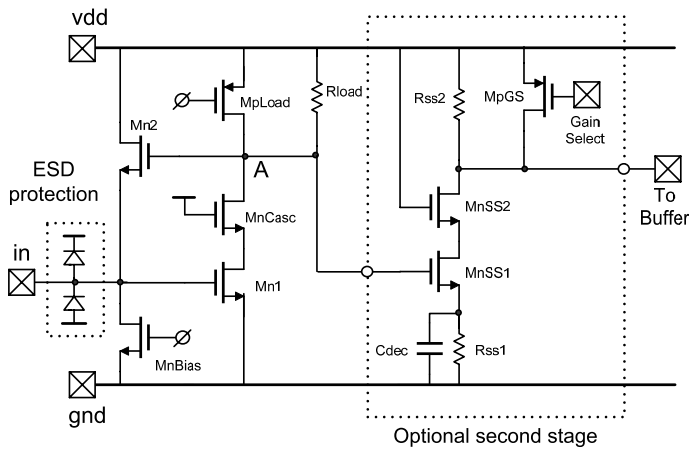 vdd
MpLoad
Rload
Rss2
MpGS
Gain
Select
Mn2
A
ESD
protection
MnCasc
MnSS2
To
Buffer
in
Mn1
MnSS1
MnBias
Cdec
Rss1
gnd
Optional second stage